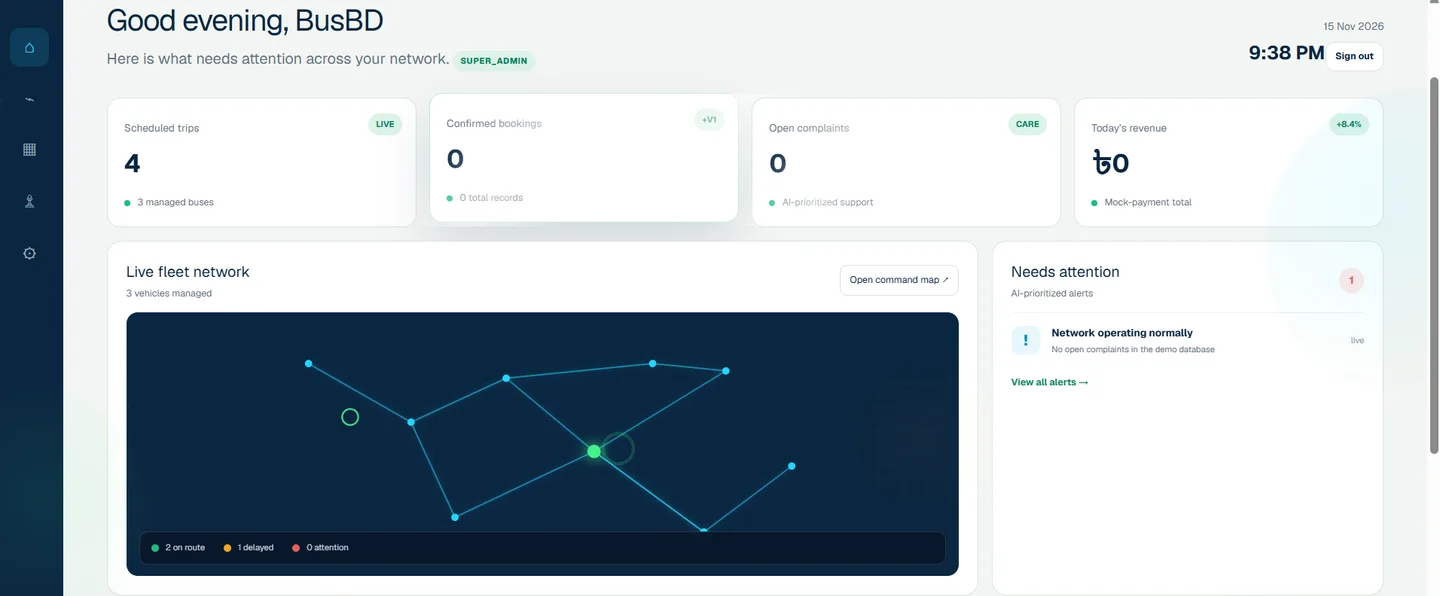 Good evening, BusBD
15 Nov 2026
Here is what needs attention across your network. SUPER_ADMIN
9:38 PM
Sign out
Scheduled trips
LIVE
4
3 managed buses
Confirmed bookings
+V1
0
0 total records
Open complaints
CARE
0
AI-prioritized support
Today's revenue
+8.4%
৳0
Mock-payment total
Live fleet network
3 vehicles managed
Open command map ↗
2 on route
1 delayed
0 attention
Needs attention
AI-prioritized alerts
1
!
Network operating normally
No open complaints in the demo database
live
View all alerts →